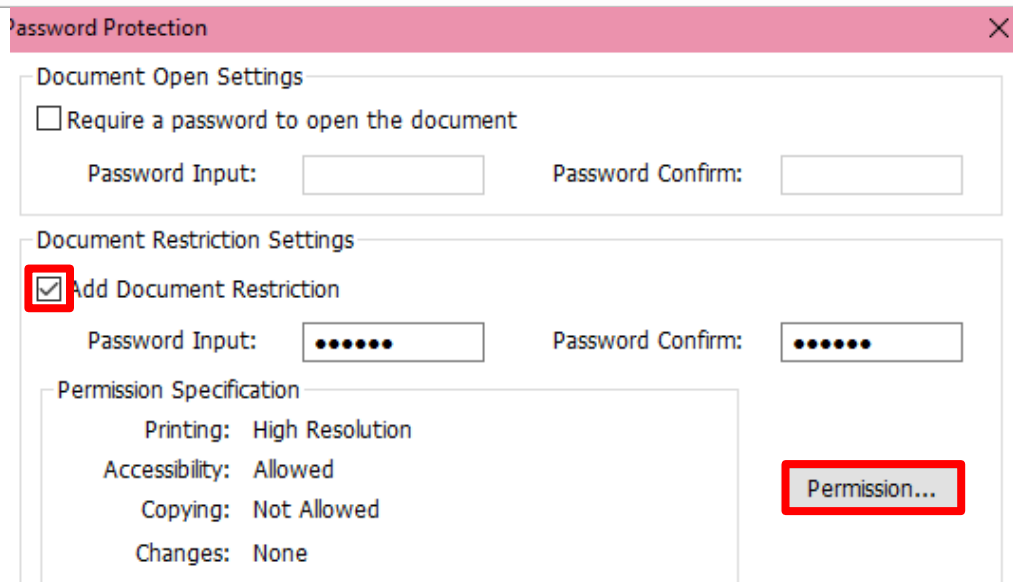 Password Protection
Document Open Settings
Require a password to open the document
Password Input: Password Confirm:
Document Restriction Settings
Add Document Restriction
Password Input: •••••• Password Confirm: ••••••
Permission Specification
Printing: High Resolution
Accessibility: Allowed
Permission...
Copying: Not Allowed
Changes: None